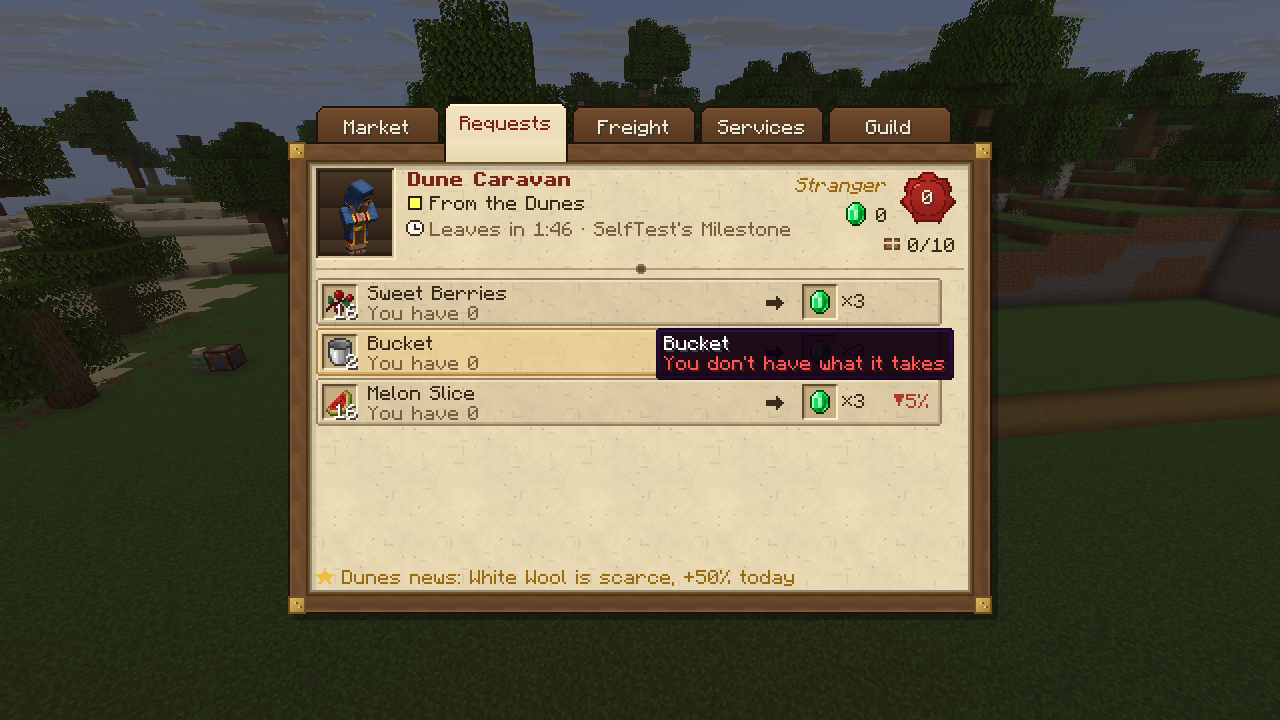 Market
Requests
Freight
Services
Guild
Dune Caravan
From the Dunes
Leaves in 1:46 · SelfTest's Milestone
Stranger
0
0
0/10
Sweet Berries
You have 0
16
×3
Bucket
You have 0
2
Bucket
You don't have what it takes
Melon Slice
You have 0
16
×3
▼5%
Dunes news: White Wool is scarce, +50% today